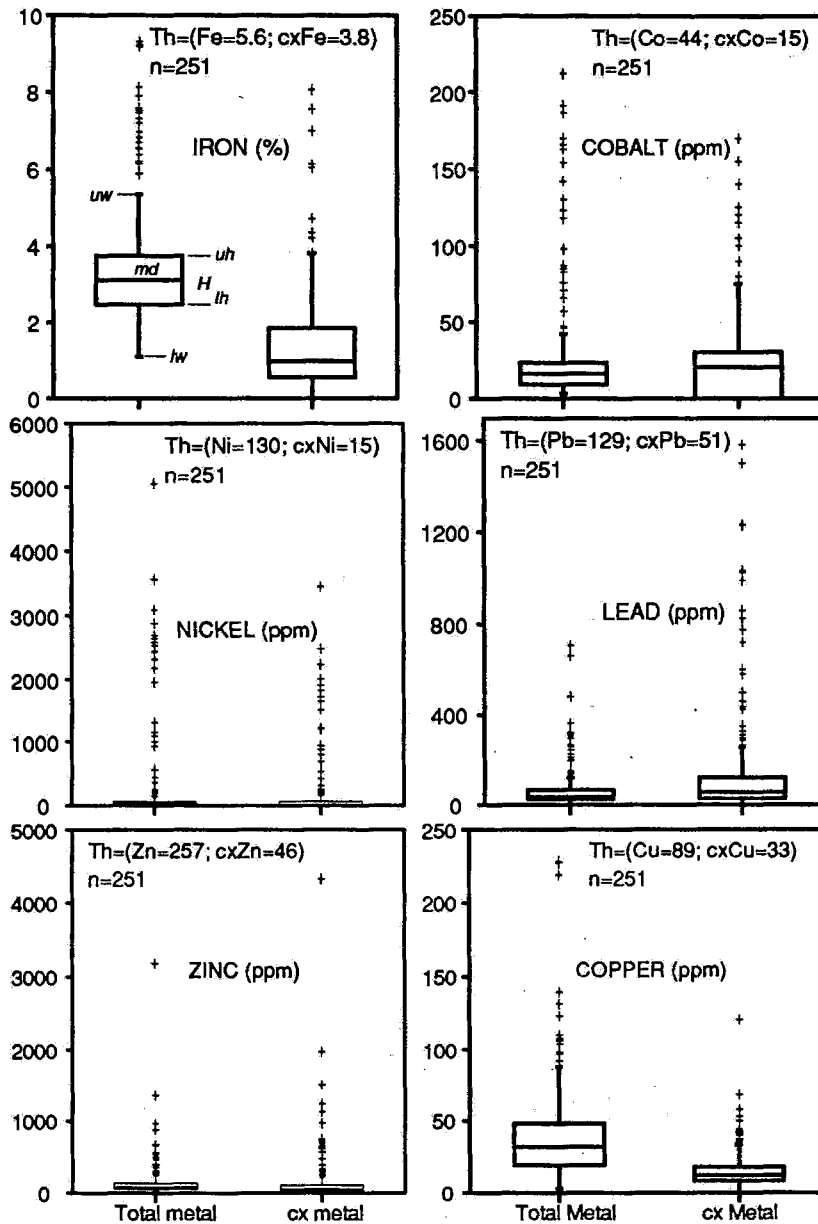 Th=(Fe=5.6; cxFe=3.8)
n=251
IRON (%)
10
8
6
4
2
0
uw
uh
md
H
lh
lw
Th=(Co=44; cxCo=15)
n=251
COBALT (ppm)
250
200
150
100
50
0
Th=(Ni=130; cxNi=15)
n=251
NICKEL (ppm)
6000
5000
4000
3000
2000
1000
0
Th=(Pb=129; cxPb=51)
n=251
LEAD (ppm)
1600
1200
800
400
0
Th=(Zn=257; cxZn=46)
n=251
ZINC (ppm)
5000
4000
3000
2000
1000
0
Total metal
cx metal
Th=(Cu=89; cxCu=33)
n=251
COPPER (ppm)
250
200
150
100
50
0
Total Metal
cx Metal